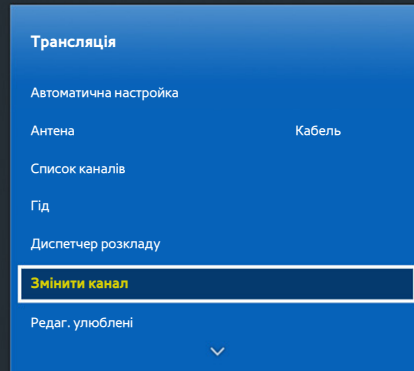 Трансляція
Автоматична настройка
Антена Кабель
Список каналів
Гід
Диспетчер розкладу
Змінити канал
Редаг. улюблені